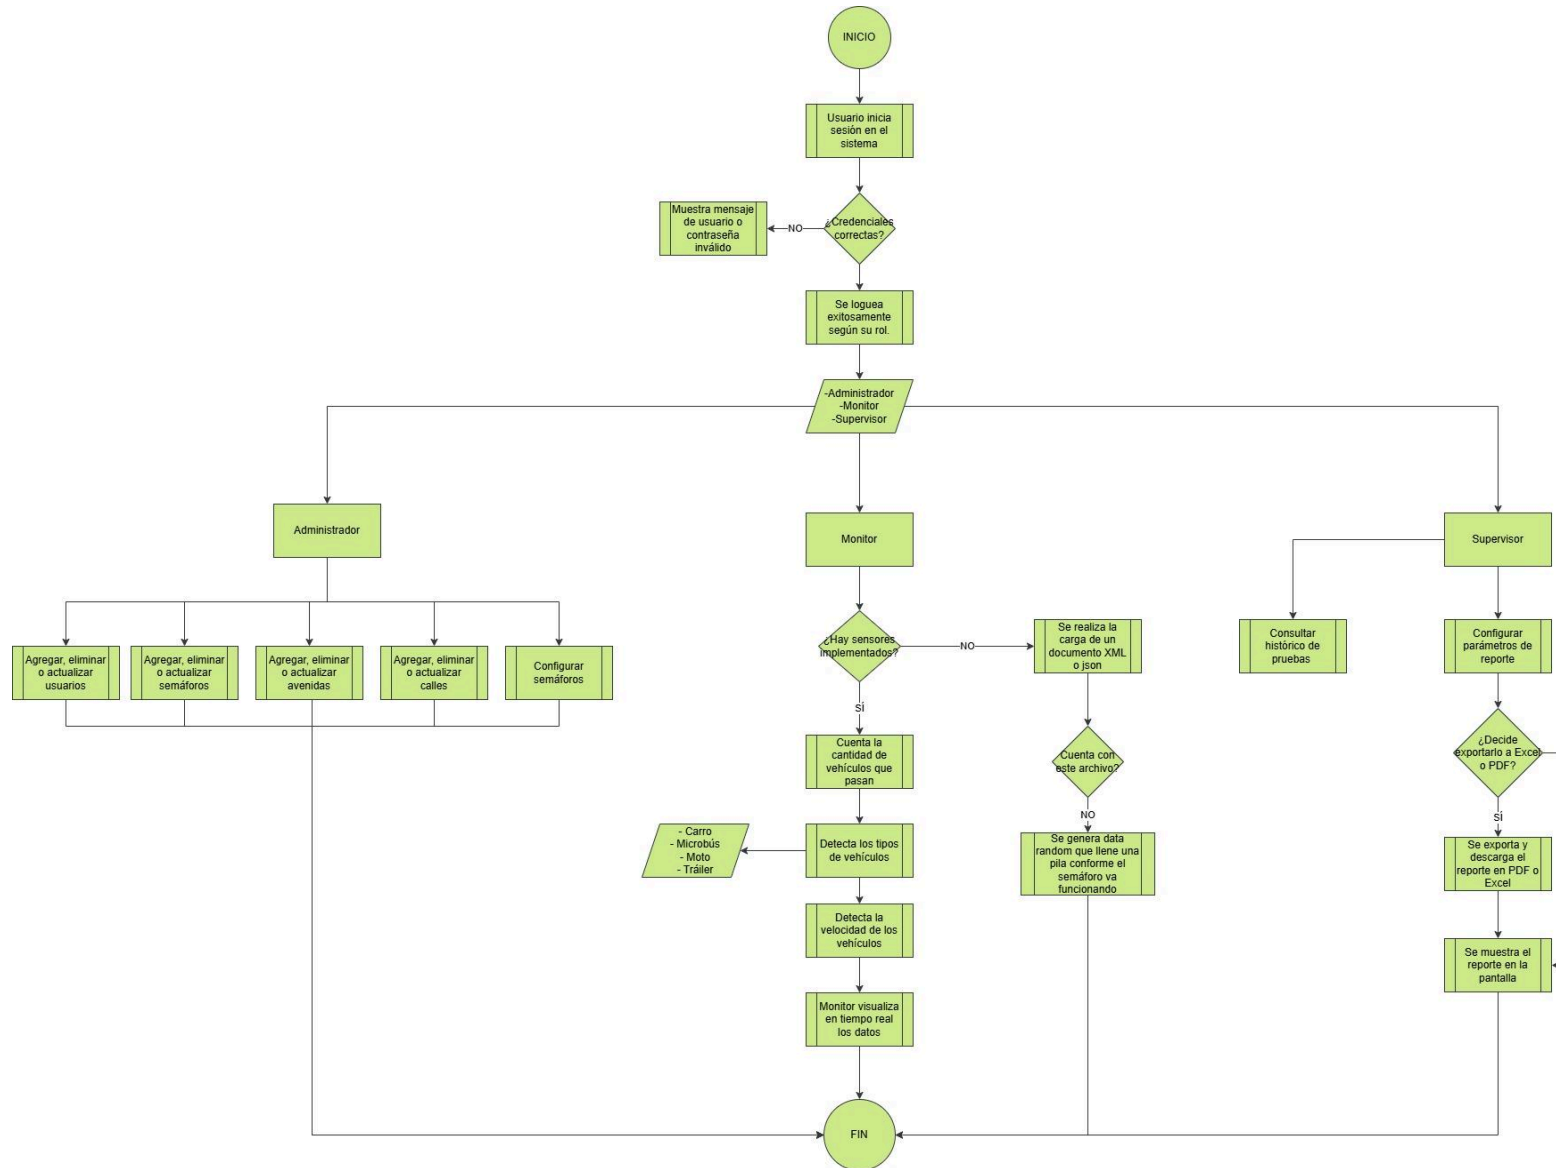 INICIO
Usuario inicia
sesión en el
sistema
¿Credenciales
correctas?
NO
Muestra mensaje
de usuario o
contraseña
inválido
Se loguea
exitosamente
según su rol.
-Administrador
-Monitor
-Supervisor
Administrador
Monitor
Supervisor
Agregar, eliminar
o actualizar
usuarios
Agregar, eliminar
o actualizar
semáforos
Agregar, eliminar
o actualizar
avenidas
Agregar, eliminar
o actualizar
calles
Configurar
semáforos
¿Hay sensores
implementados?
NO
Se realiza la
carga de un
documento XML
o json
Consultar
histórico de
pruebas
Configurar
parámetros de
reporte
SÍ
Cuenta la
cantidad de
vehículos que
pasan
Cuenta con
este archivo?
¿Decide
exportarlo a Excel
o PDF?
NO
SÍ
- Carro
- Microbús
- Moto
- Tráiler
Detecta los tipos
de vehículos
Se genera data
random que llene una
pila conforme el
semáforo va
funcionando
Se exporta y
descarga el
reporte en PDF o
Excel
Detecta la
velocidad de los
vehículos
Se muestra el
reporte en la
pantalla
Monitor visualiza
en tiempo real
los datos
FIN